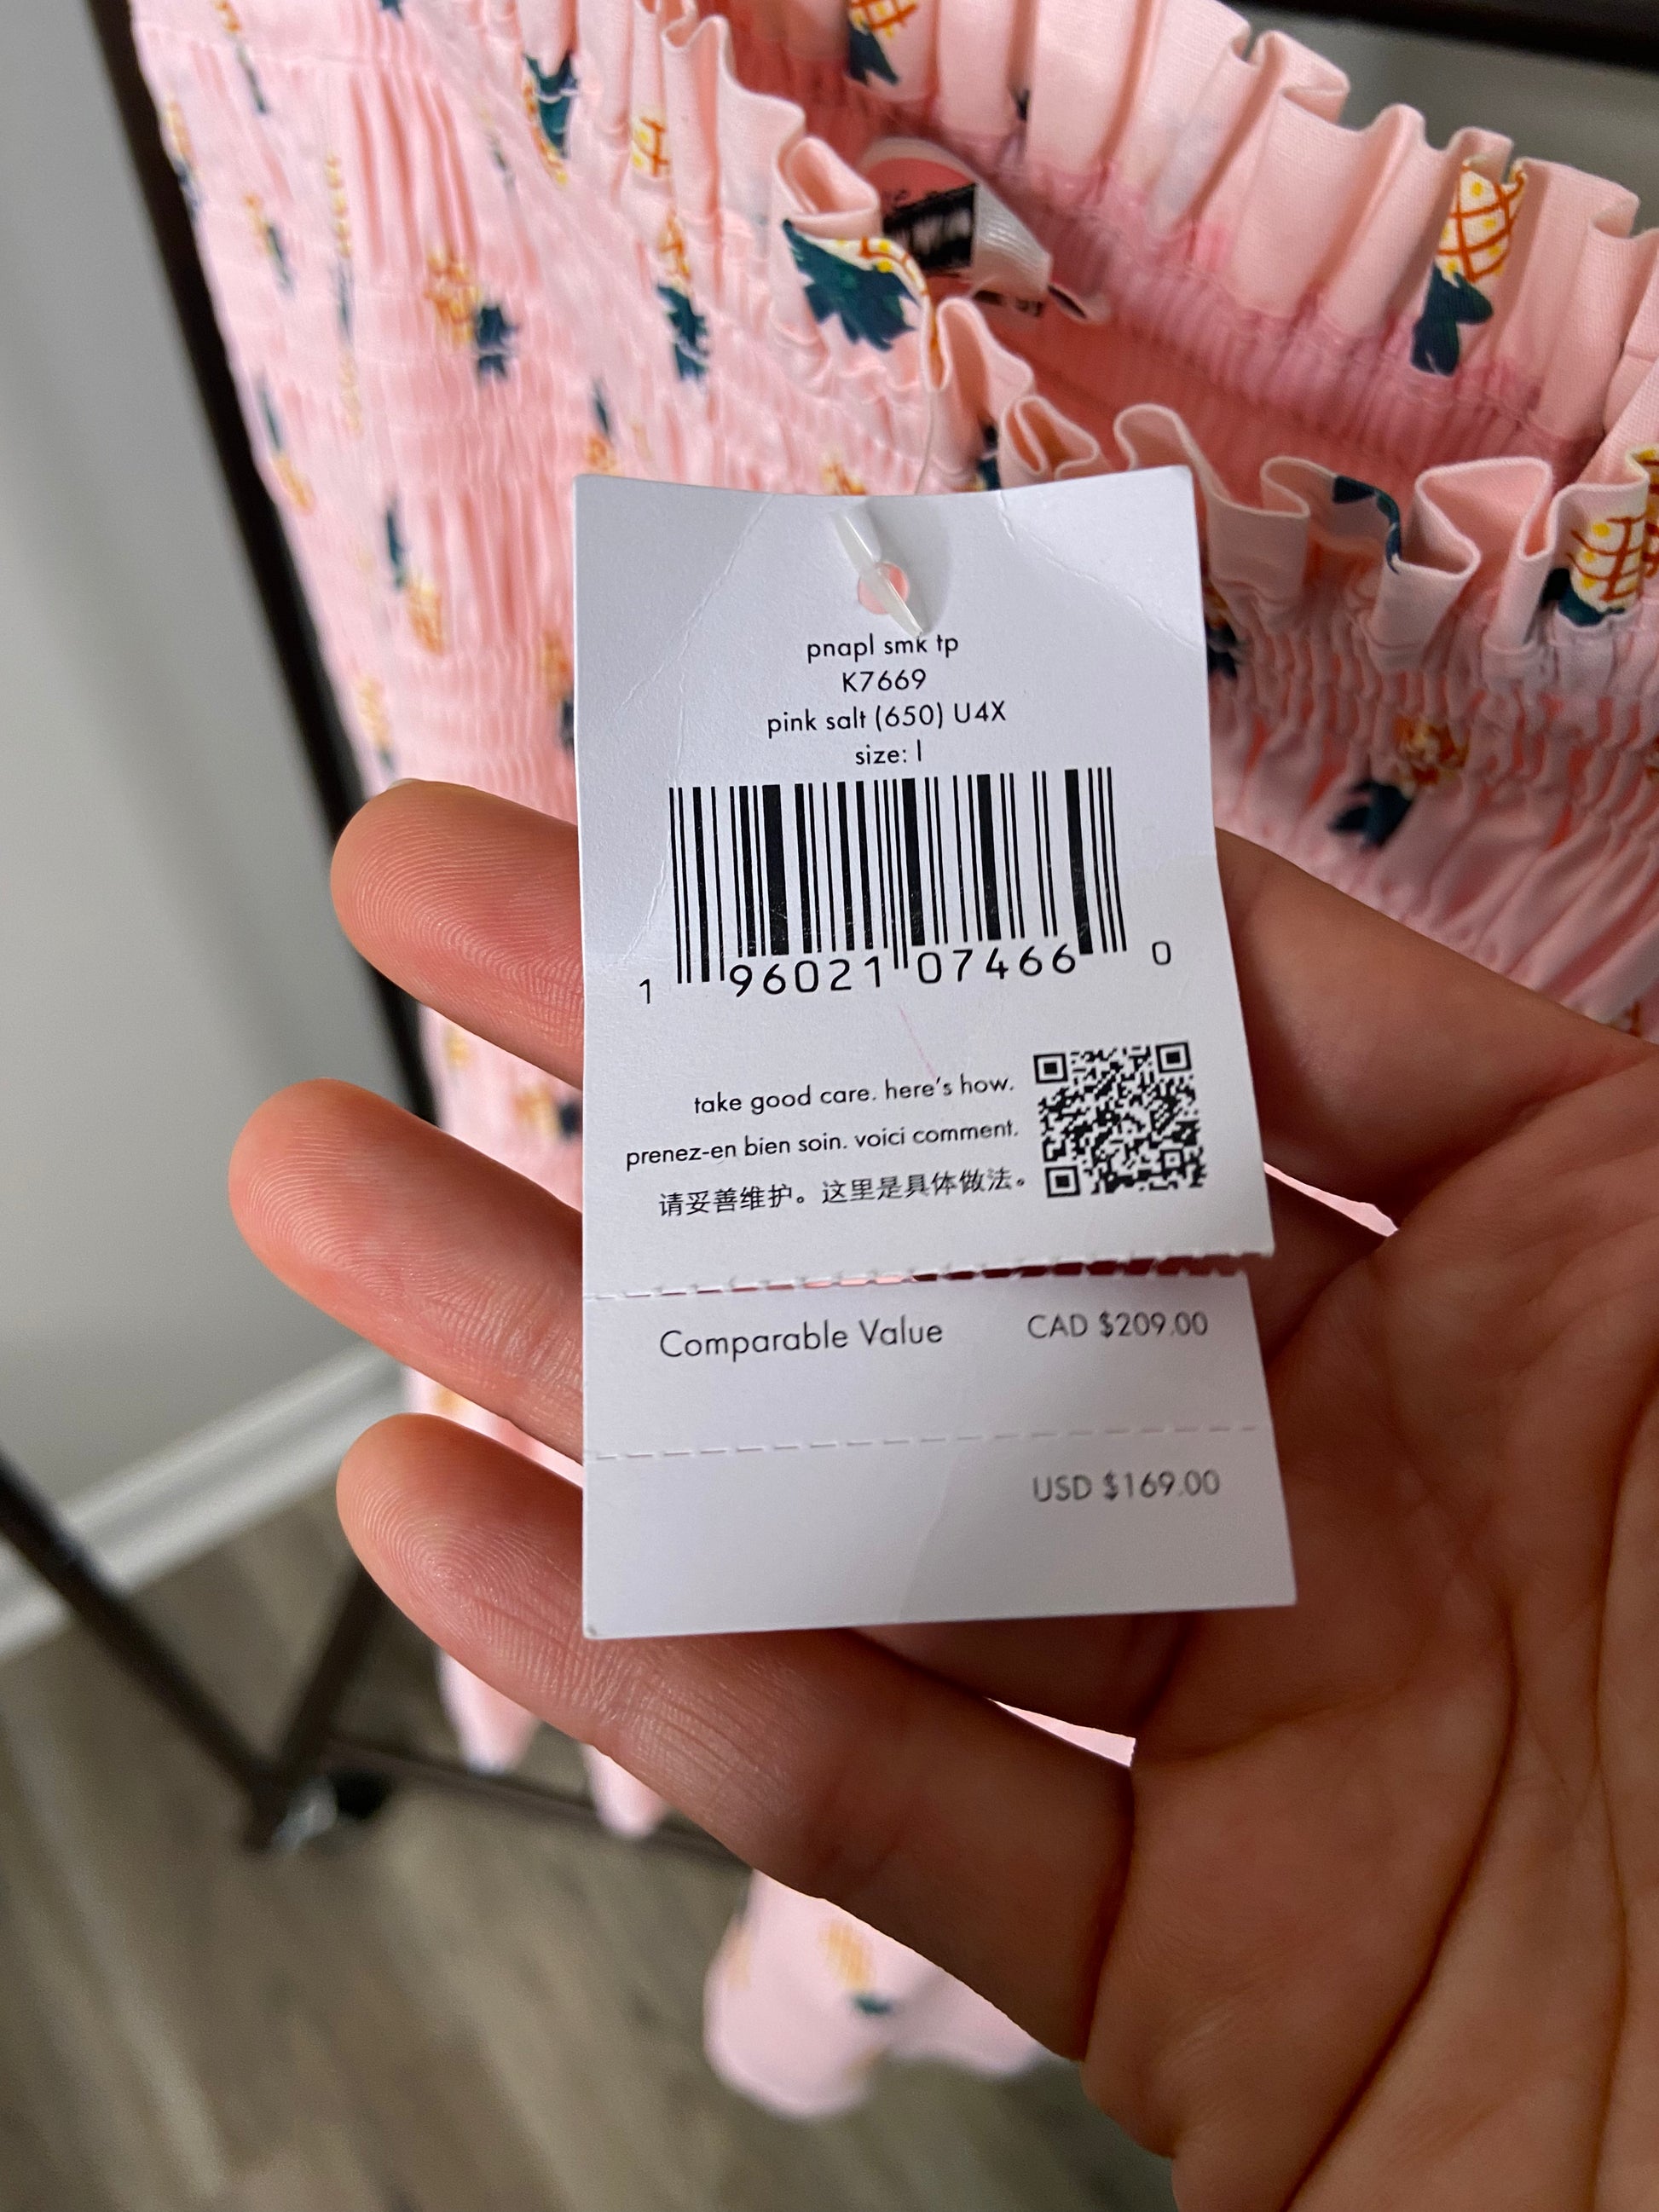 pnapl smk tp
K7669
pink salt (650) U4X
size: l
1 96021 07466 0
take good care. here's how.
prenez-en bien soin. voici comment.
请妥善维护。这里是具体做法。
Comparable Value CAD $209.00
USD $169.00